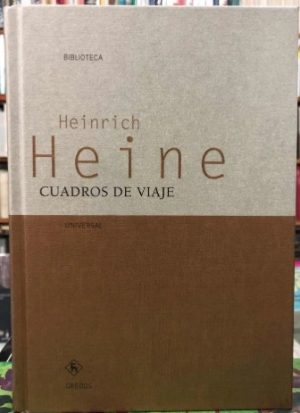 BIBLIOTECA
Heinrich
Heine
CUADROS DE VIAJE
UNIVERSAL
GREDOS